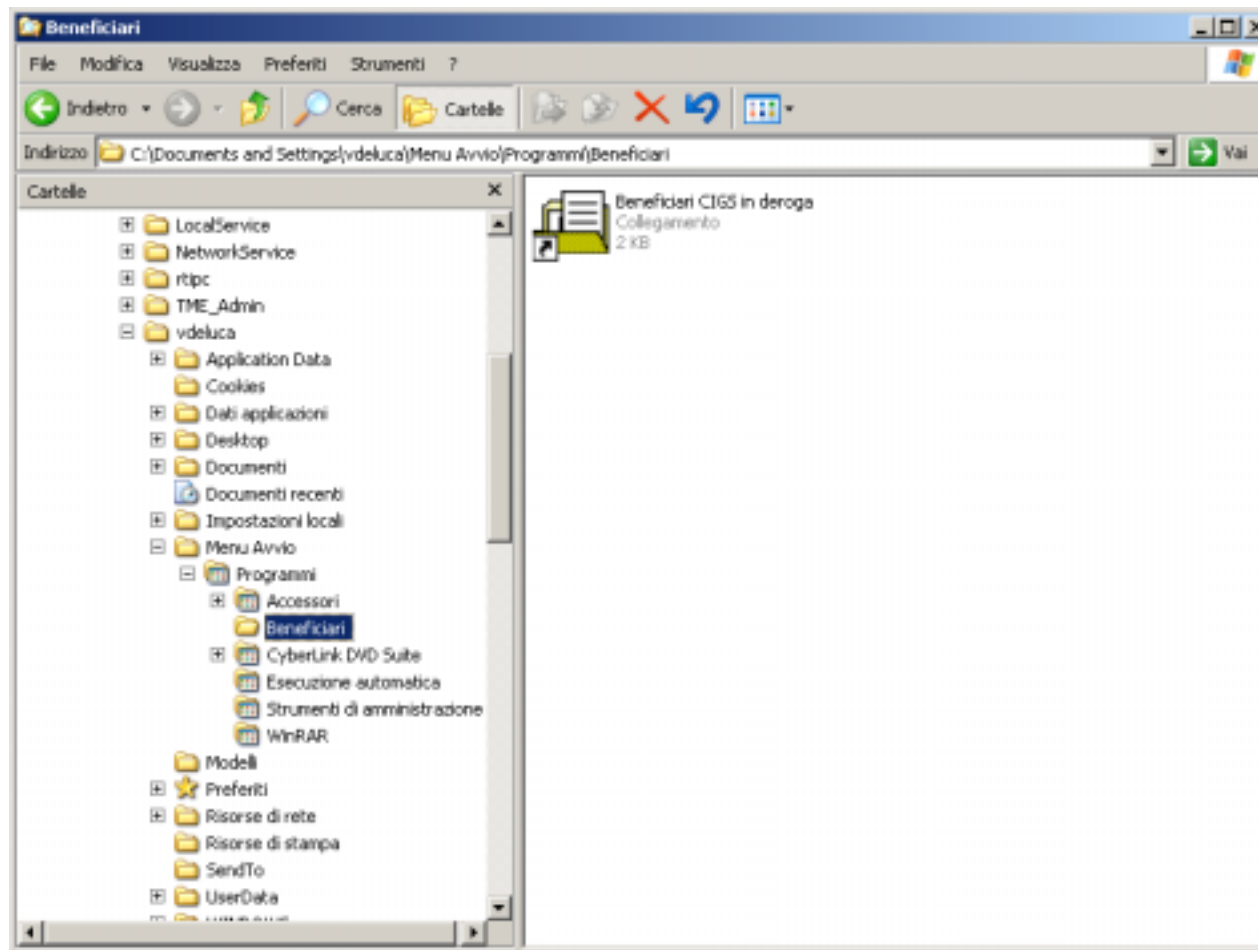 Beneficiari
File Modifica Visualizza Preferiti Strumenti ?
Indietro Cerca Cartelle
Indirizzo C:\Documents and Settings\vdeluca\Menu Avvio\Programmi\Beneficiari Vai
Cartelle
LocalService
NetworkService
rtipc
TME_Admin
vdeluca
Application Data
Cookies
Dati applicazioni
Desktop
Documenti
Documenti recenti
Impostazioni locali
Menu Avvio
Programmi
Accessori
Beneficiari
CyberLink DVD Suite
Esecuzione automatica
Strumenti di amministrazione
WinRAR
Modelli
Preferiti
Risorse di rete
Risorse di stampa
SendTo
UserData
Beneficiari CIGS in deroga
Collegamento
2 KB